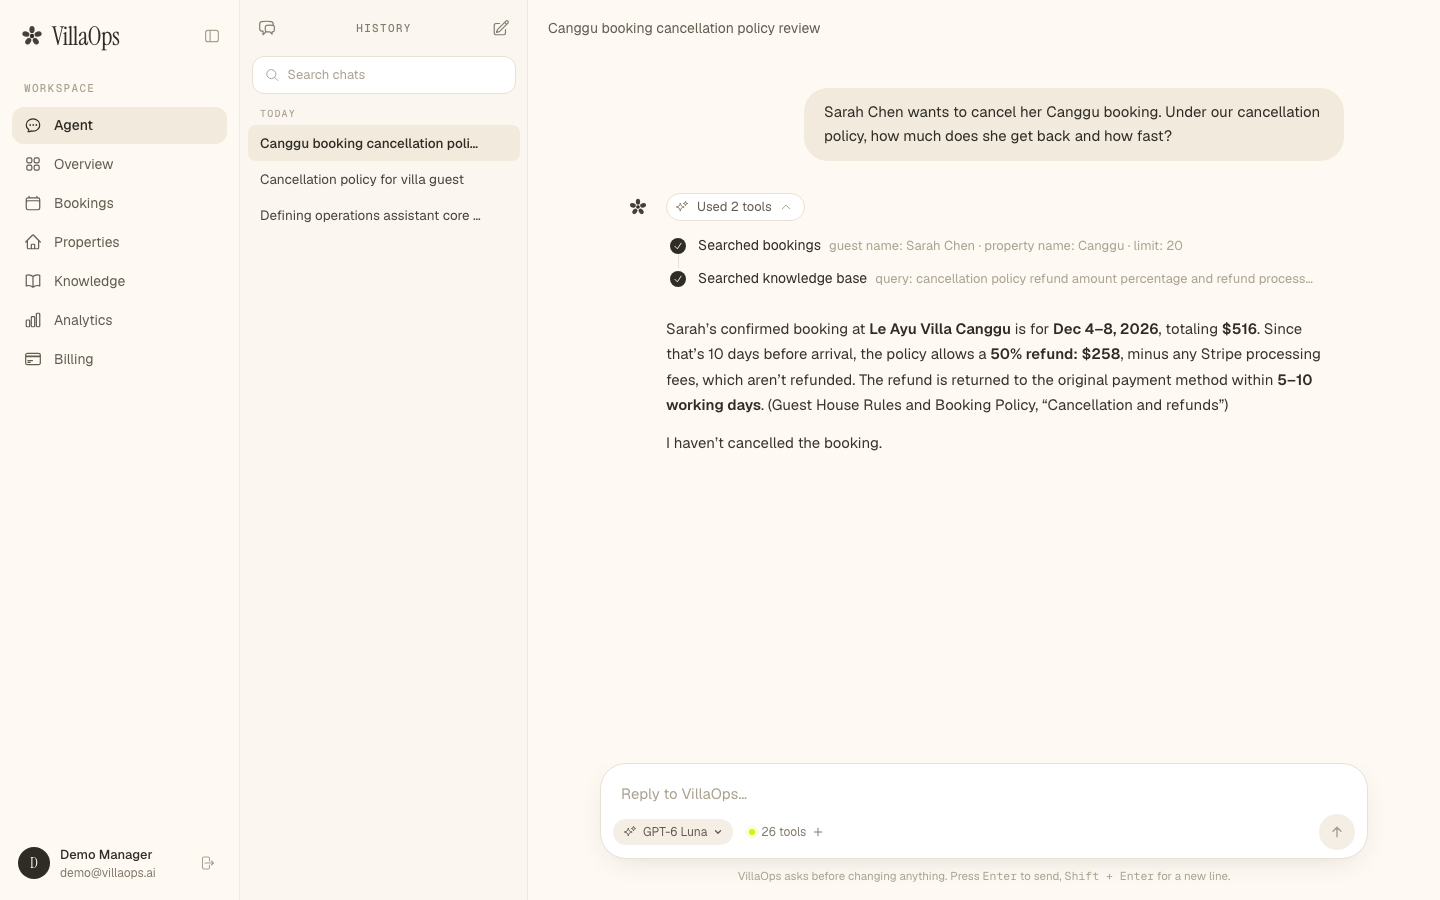 VillaOps
WORKSPACE
Agent
Overview
Bookings
Properties
Knowledge
Analytics
Billing
D
Demo Manager
demo@villaops.ai
HISTORY
Search chats
TODAY
Canggu booking cancellation poli...
Cancellation policy for villa guest
Defining operations assistant core ...
Canggu booking cancellation policy review
Sarah Chen wants to cancel her Canggu booking. Under our cancellation
policy, how much does she get back and how fast?
Used 2 tools
Searched bookings guest name: Sarah Chen · property name: Canggu · limit: 20
Searched knowledge base query: cancellation policy refund amount percentage and refund process...
Sarah’s confirmed booking at Le Ayu Villa Canggu is for Dec 4–8, 2026, totaling $516. Since
that’s 10 days before arrival, the policy allows a 50% refund: $258, minus any Stripe processing
fees, which aren’t refunded. The refund is returned to the original payment method within 5–10
working days. (Guest House Rules and Booking Policy, “Cancellation and refunds”)
I haven’t cancelled the booking.
Reply to VillaOps...
GPT-6 Luna
26 tools
VillaOps asks before changing anything. Press Enter to send, Shift + Enter for a new line.